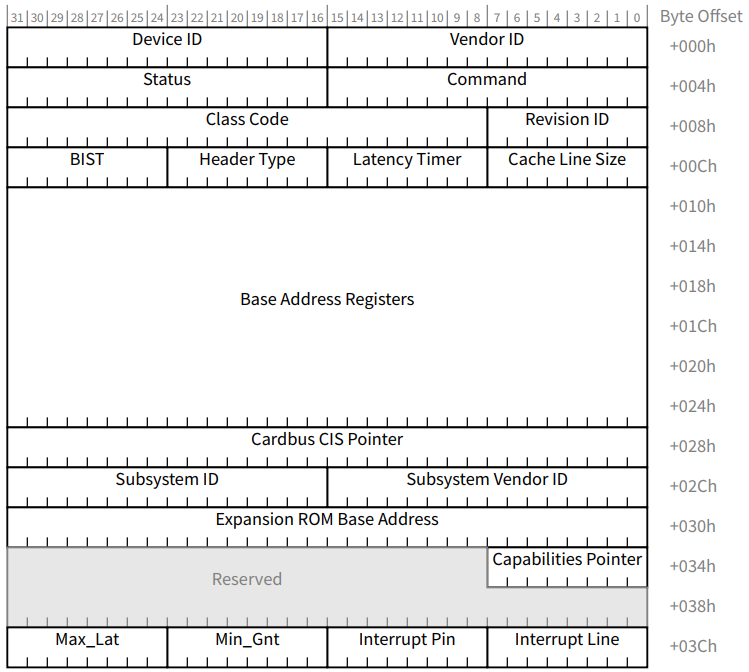 31 30 29 28 27 26 25 24 23 22 21 20 19 18 17 16 15 14 13 12 11 10 9 8 7 6 5 4 3 2 1 0 Byte Offset
Device ID Vendor ID +000h
Status Command +004h
Class Code Revision ID +008h
BIST Header Type Latency Timer Cache Line Size +00Ch
+010h
+014h
+018h
Base Address Registers
+01Ch
+020h
+024h
Cardbus CIS Pointer +028h
Subsystem ID Subsystem Vendor ID +02Ch
Expansion ROM Base Address +030h
Capabilities Pointer +034h
Reserved
+038h
Max_Lat Min_Gnt Interrupt Pin Interrupt Line +03Ch